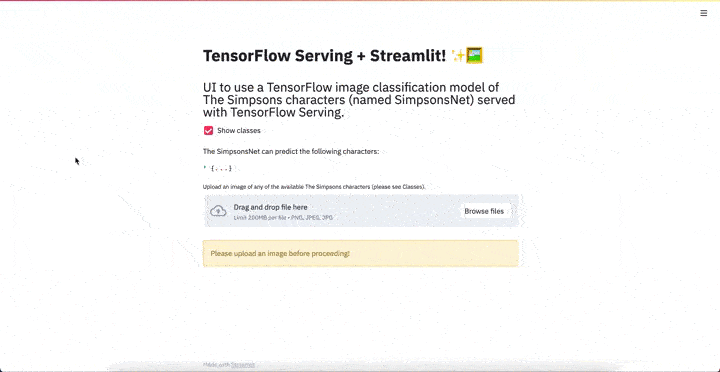 TensorFlow Serving + Streamlit! ✨🖼️
UI to use a TensorFlow image classification model of
The Simpsons characters (named SimpsonsNet) served
with TensorFlow Serving.
Show classes
The SimpsonsNet can predict the following characters:
{...}
Upload an image of any of the available The Simpsons characters (please see Classes).
Drag and drop file here
Limit 200MB per file • PNG, JPEG, JPG
Browse files
Please upload an image before proceeding!
Made with Streamlit